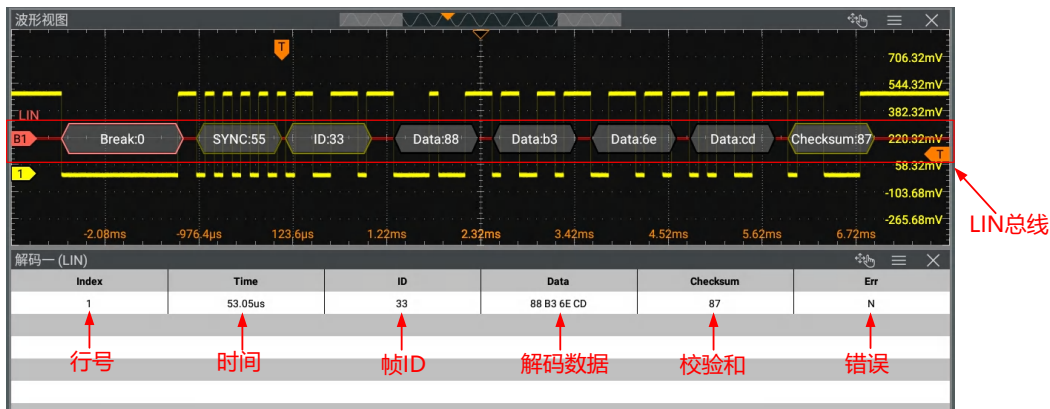 波形视图
T
706.32mV
544.32mV
382.32mV
LIN
B1 Break:0 SYNC:55 ID:33 Data:88 Data:b3 Data:6e Data:cd Checksum:87 220.32mV
T
1 58.32mV
-103.68mV
LIN总线
-265.68mV
-2.08ms -976.4μs 123.6μs 1.22ms 2.32ms 3.42ms 4.52ms 5.62ms 6.72ms
解码一 (LIN)
Index Time ID Data Checksum Err
1 53.05us 33 88 B3 6E CD 87 N
行号 时间 帧ID 解码数据 校验和 错误